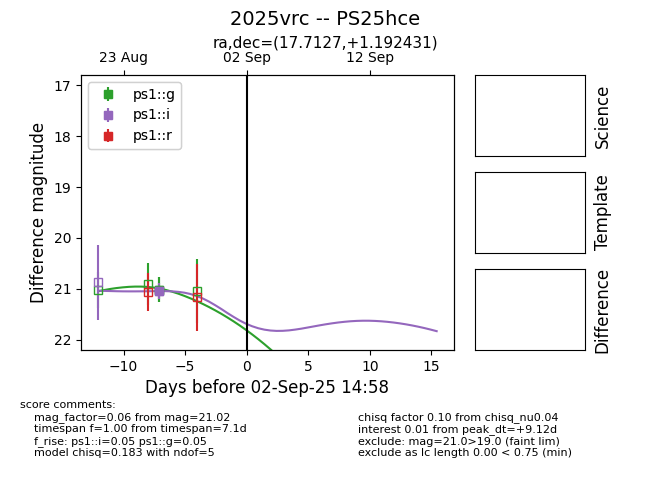 2025vrc -- PS25hce
ra,dec=(17.7127,+1.192431)
23 Aug 02 Sep 12 Sep
ps1::g
ps1::i
ps1::r
17
18
19
20
21
22
Difference magnitude
−10 −5 0 5 10 15
Days before 02-Sep-25 14:58
Science
Template
Difference
score comments:
mag_factor=0.06 from mag=21.02
timespan f=1.00 from timespan=7.1d
f_rise: ps1::i=0.05 ps1::g=0.05
model chisq=0.183 with ndof=5
chisq factor 0.10 from chisq_nu0.04
interest 0.01 from peak_dt=+9.12d
exclude: mag=21.0>19.0 (faint lim)
exclude as lc length 0.00 < 0.75 (min)